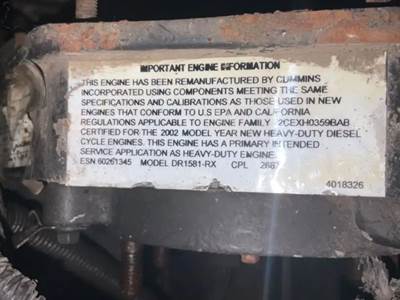 IMPORTANT ENGINE INFORMATION
THIS ENGINE HAS BEEN REMANUFACTURED BY CUMMINS
INCORPORATED USING COMPONENTS MEETING THE SAME
SPECIFICATIONS AND CALIBRATIONS AS THOSE USED IN NEW
ENGINES THAT CONFORM TO U.S EPA AND CALIFORNIA
REGULATIONS APPLICABLE TO ENGINE FAMILY 2CEXH0359BAB
CERTIFIED FOR THE 2002 MODEL YEAR NEW HEAVY-DUTY DIESEL
CYCLE ENGINES. THIS ENGINE HAS A PRIMARY INTENDED
SERVICE APPLICATION AS HEAVY-DUTY ENGINE.
ESN 60261345 MODEL DR1581-RX CPL
4018326